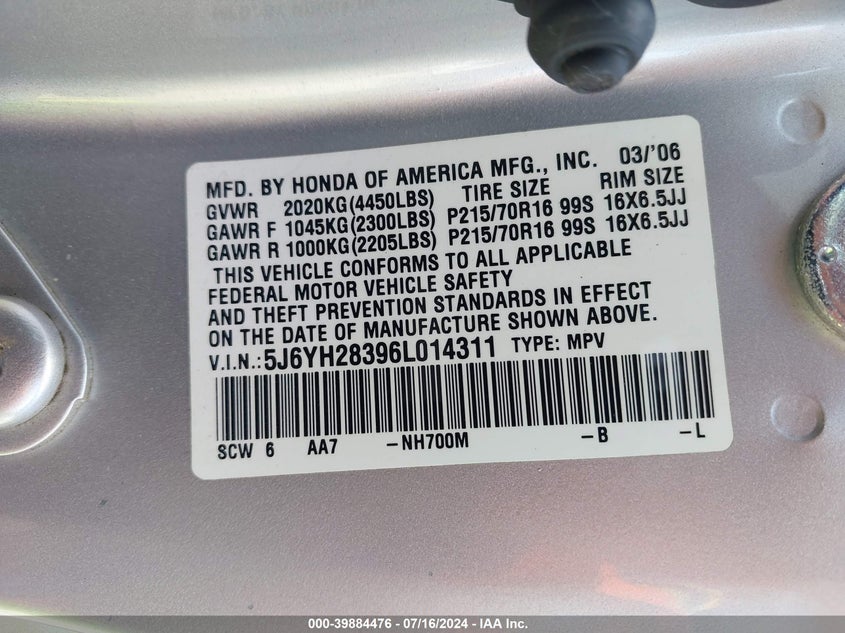 MFD. BY HONDA OF AMERICA MFG., INC. 03/'06
GVWR 2020KG(4450LBS) TIRE SIZE RIM SIZE
GAWR F 1045KG(2300LBS) P215/70R16 99S 16X6.5JJ
GAWR R 1000KG(2205LBS) P215/70R16 99S 16X6.5JJ
THIS VEHICLE CONFORMS TO ALL APPLICABLE
FEDERAL MOTOR VEHICLE SAFETY
AND THEFT PREVENTION STANDARDS IN EFFECT
ON THE DATE OF MANUFACTURE SHOWN ABOVE.
V.I.N.:5J6YH28396L014311 TYPE: MPV
SCW 6 AA7 -NH700M -B -L
000-39884476 - 07/16/2024 - IAA Inc.